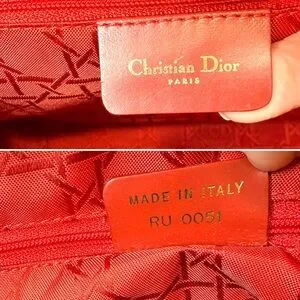 Christian Dior
PARIS
MADE IN ITALY
RU 0051